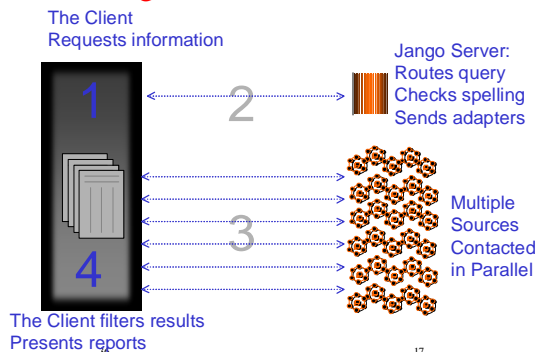 The Client
Requests information
Jango Server:
Routes query
Checks spelling
Sends adapters
1
2
3
4
Multiple
Sources
Contacted
in Parallel
The Client filters results
Presents reports
17